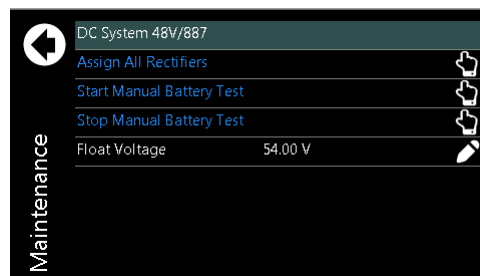 DC System 48V/887
Assign All Rectifiers
Start Manual Battery Test
Stop Manual Battery Test
Float Voltage 54.00 V
Maintenance